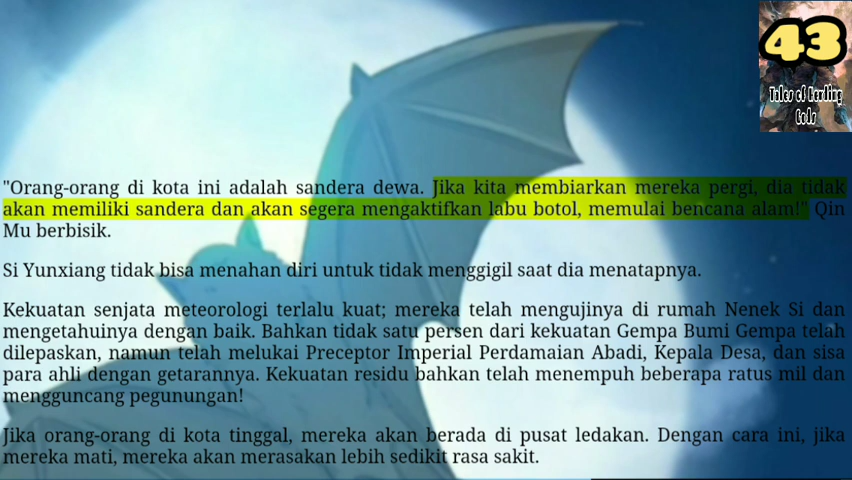 43
Tales of Herding
Gods
"Orang-orang di kota ini adalah sandera dewa. Jika kita membiarkan mereka pergi, dia tidak
akan memiliki sandera dan akan segera mengaktifkan labu botol, memulai bencana alam!" Qin
Mu berbisik.
Si Yunxiang tidak bisa menahan diri untuk tidak menggigil saat dia menatapnya.
Kekuatan senjata meteorologi terlalu kuat; mereka telah mengujinya di rumah Nenek Si dan
mengetahuinya dengan baik. Bahkan tidak satu persen dari kekuatan Gempa Bumi Gempa telah
dilepaskan, namun telah melukai Preceptor Imperial Perdamaian Abadi, Kepala Desa, dan sisa
para ahli dengan getarannya. Kekuatan residu bahkan telah menempuh beberapa ratus mil dan
mengguncang pegunungan!
Jika orang-orang di kota tinggal, mereka akan berada di pusat ledakan. Dengan cara ini, jika
mereka mati, mereka akan merasakan lebih sedikit rasa sakit.